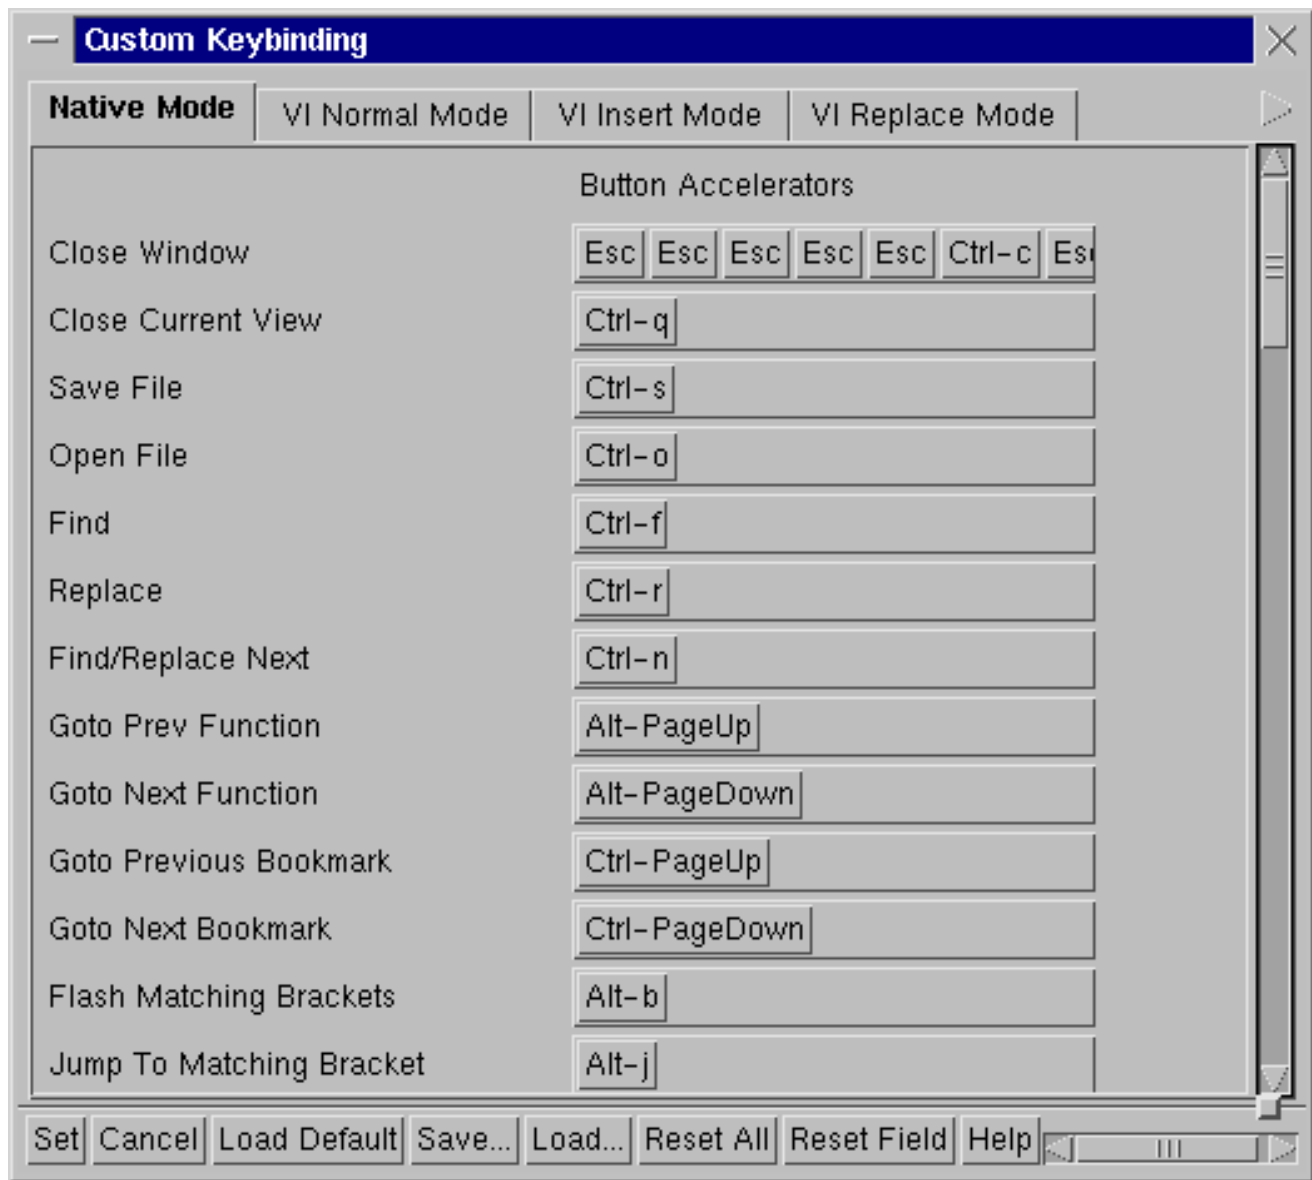 Custom Keybinding
Native Mode VI Normal Mode VI Insert Mode VI Replace Mode
Button Accelerators
Close Window Esc Esc Esc Esc Esc Ctrl-c
Close Current View Ctrl-q
Save File Ctrl-s
Open File Ctrl-o
Find Ctrl-f
Replace Ctrl-r
Find/Replace Next Ctrl-n
Goto Prev Function Alt-PageUp
Goto Next Function Alt-PageDown
Goto Previous Bookmark Ctrl-PageUp
Goto Next Bookmark Ctrl-PageDown
Flash Matching Brackets Alt-b
Jump To Matching Bracket Alt-j
Set Cancel Load Default Save... Load... Reset All Reset Field Help